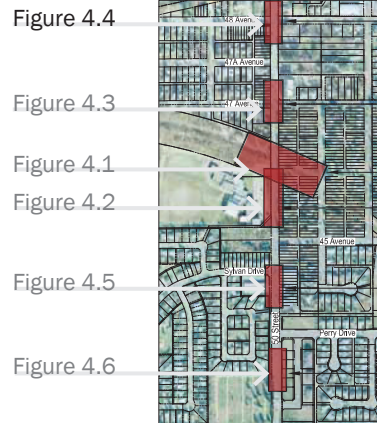 Figure 4.4
48 Avenue
47A Avenue
Figure 4.3
47 Avenue
Figure 4.1
Figure 4.2
45 Avenue
Sylvan Drive
Figure 4.5
50 Street
Perry Drive
Figure 4.6